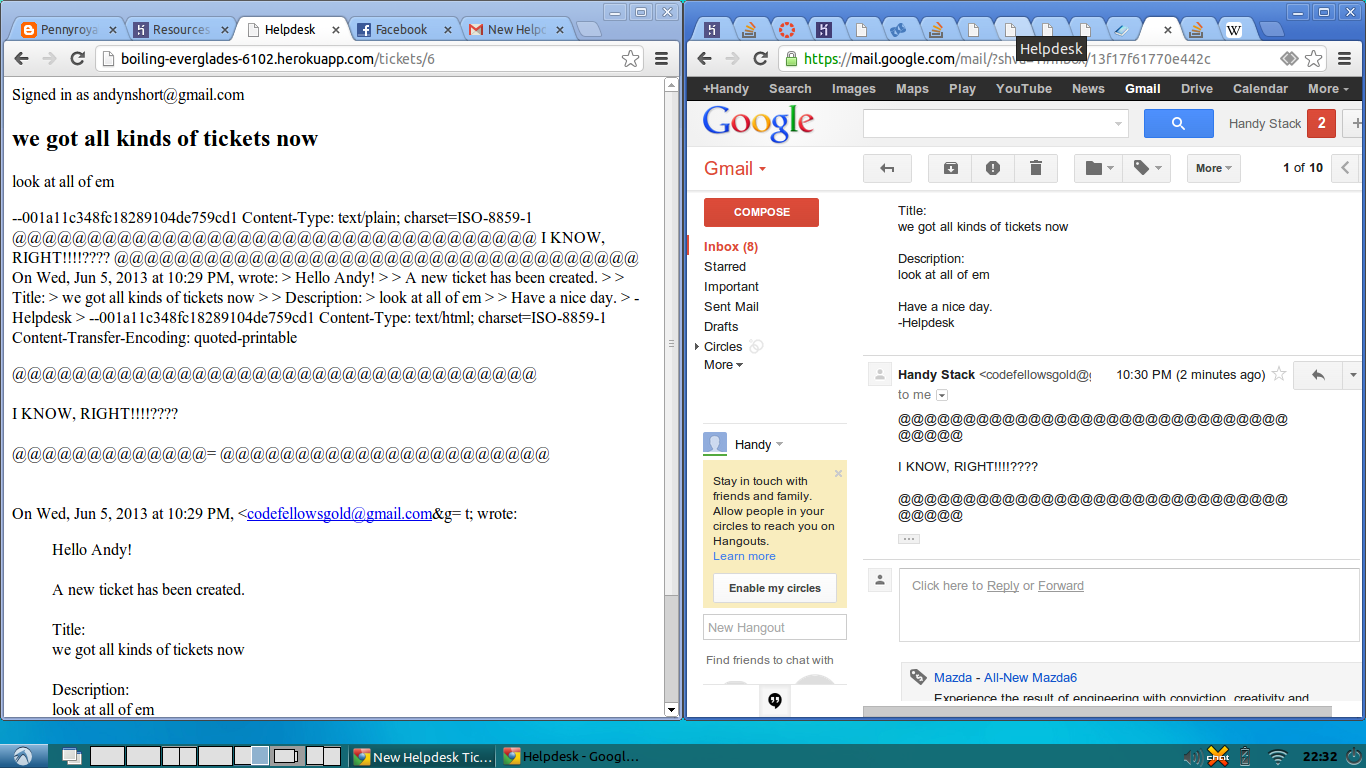 Pennyroya
Resources
Helpdesk
Facebook
New Helpd
boiling-everglades-6102.herokuapp.com/tickets/6
Signed in as andynshort@gmail.com
we got all kinds of tickets now
look at all of em
--001a11c348fc18289104de759cd1 Content-Type: text/plain; charset=ISO-8859-1
@@@@@@@@@@@@@@@@@@@@@@@@@@@@@@@@@@@ I KNOW,
RIGHT!!!!???? @@@@@@@@@@@@@@@@@@@@@@@@@@@@@@@@@@@
On Wed, Jun 5, 2013 at 10:29 PM, wrote: > Hello Andy! > > A new ticket has been created. > >
Title: > we got all kinds of tickets now > > Description: > look at all of em > > Have a nice day. > -
Helpdesk > --001a11c348fc18289104de759cd1 Content-Type: text/html; charset=ISO-8859-1
Content-Transfer-Encoding: quoted-printable
@@@@@@@@@@@@@@@@@@@@@@@@@@@@@@@@@@@
I KNOW, RIGHT!!!!????
@@@@@@@@@@@@@= @@@@@@@@@@@@@@@@@@@@@@
On Wed, Jun 5, 2013 at 10:29 PM, <codefellowsgold@gmail.com&g= t; wrote:
Hello Andy!
A new ticket has been created.
Title:
we got all kinds of tickets now
Description:
look at all of em
Helpdesk
https://mail.google.com/mail/?shva=1#inbox/13f17f61770e442c
+Handy Search Images Maps Play YouTube News Gmail Drive Calendar More
Google
Handy Stack 2 +
Gmail
More
1 of 10
COMPOSE
Inbox (8)
Starred
Important
Sent Mail
Drafts
Circles
More
Handy
Stay in touch with
friends and family.
Allow people in your
circles to reach you on
Hangouts.
Learn more
Enable my circles
New Hangout
Find friends to chat with
Title:
we got all kinds of tickets now
Description:
look at all of em
Have a nice day.
-Helpdesk
Handy Stack <codefellowsgold@g 10:30 PM (2 minutes ago)
to me
@@@@@@@@@@@@@@@@@@@@@@@@@@@@@@
@@@@@
I KNOW, RIGHT!!!!????
@@@@@@@@@@@@@@@@@@@@@@@@@@@@@@
@@@@@
Click here to Reply or Forward
Mazda - All-New Mazda6
Experience the result of engineering with conviction, creativity and
New Helpdesk Tic...
Helpdesk - Googl...
chat
22:32